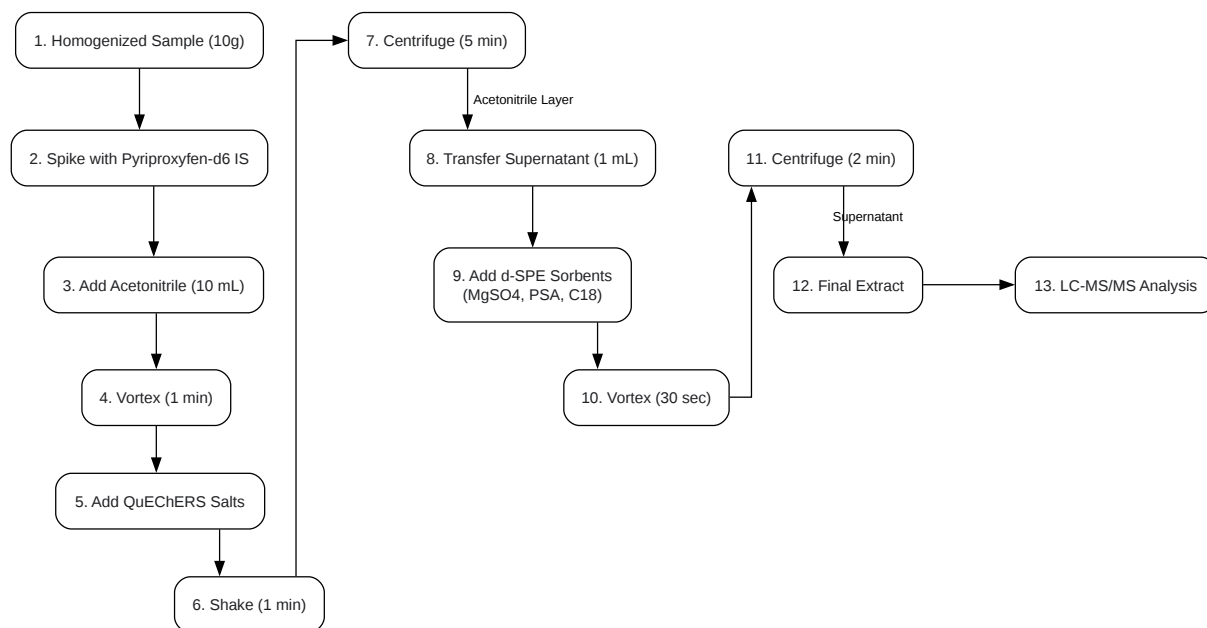 1. Homogenized Sample (10g)
2. Spike with Pyriproxyfen-d6 IS
3. Add Acetonitrile (10 mL)
4. Vortex (1 min)
5. Add QuEChERS Salts
6. Shake (1 min)
7. Centrifuge (5 min)
Acetonitrile Layer
8. Transfer Supernatant (1 mL)
9. Add d-SPE Sorbents
(MgSO4, PSA, C18)
10. Vortex (30 sec)
11. Centrifuge (2 min)
Supernatant
12. Final Extract
13. LC-MS/MS Analysis